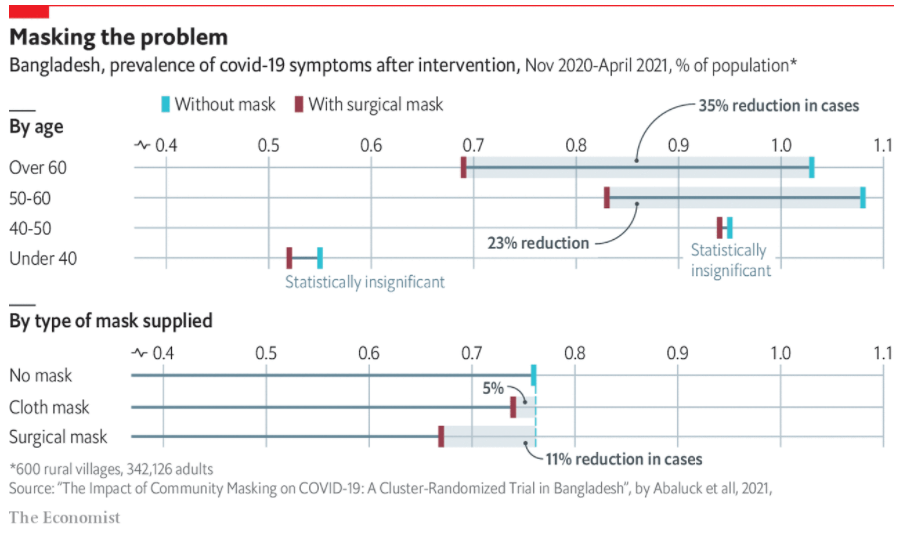 Masking the problem
Bangladesh, prevalence of covid-19 symptoms after intervention, Nov 2020-April 2021, % of population*
Without mask With surgical mask
35% reduction in cases
By age
0.4 0.5 0.6 0.7 0.8 0.9 1.0 1.1
Over 60
50-60
40-50
23% reduction
Statistically
insignificant
Under 40
Statistically insignificant
By type of mask supplied
0.4 0.5 0.6 0.7 0.8 0.9 1.0 1.1
No mask
5%
Cloth mask
Surgical mask
11% reduction in cases
*600 rural villages, 342,126 adults
Source: “The Impact of Community Masking on COVID-19: A Cluster-Randomized Trial in Bangladesh”, by Abaluck et all, 2021,
The Economist